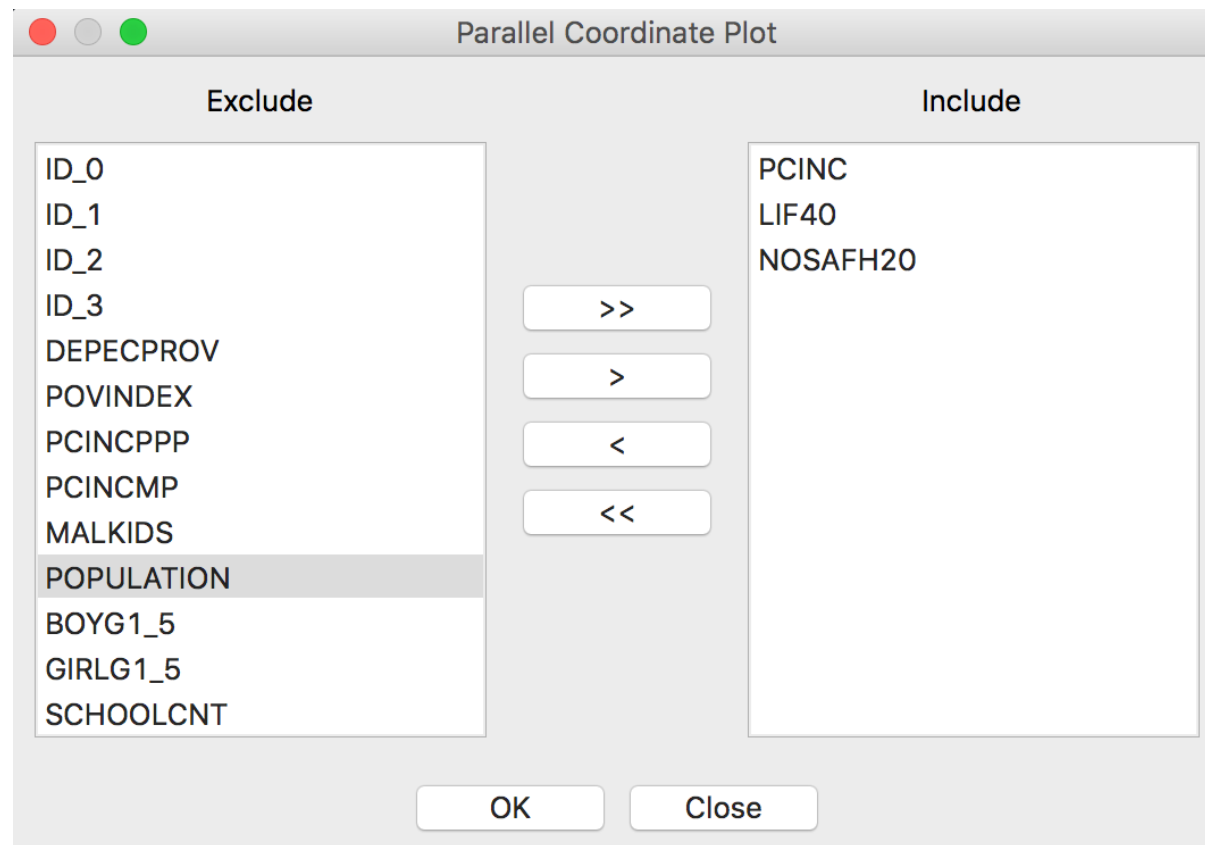 Parallel Coordinate Plot
Exclude
Include
ID_0
ID_1
ID_2
ID_3
DEPECPROV
POVINDEX
PCINCPPP
PCINCMP
MALKIDS
POPULATION
BOYG1_5
GIRLG1_5
SCHOOLCNT
>>
>
<
<<
PCINC
LIF40
NOSAFH20
OK
Close